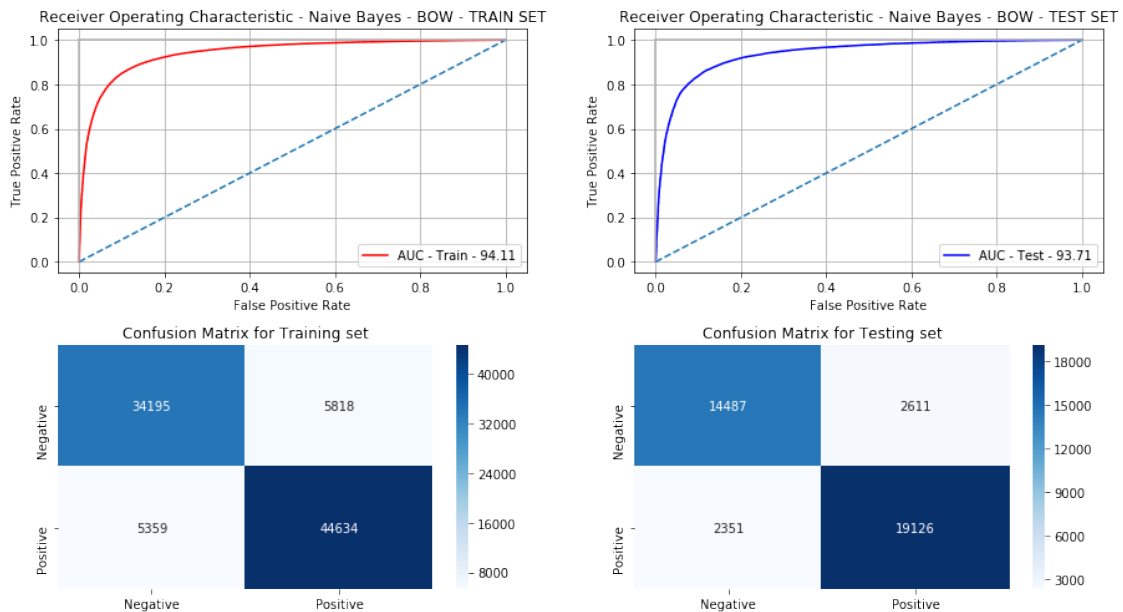 Receiver Operating Characteristic - Naive Bayes - BOW - TRAIN SET
1.0
0.8
0.6
0.4
0.2
0.0
True Positive Rate
AUC - Train - 94.11
0.0 0.2 0.4 0.6 0.8 1.0
False Positive Rate
Receiver Operating Characteristic - Naive Bayes - BOW - TEST SET
1.0
0.8
0.6
0.4
0.2
0.0
True Positive Rate
AUC - Test - 93.71
0.0 0.2 0.4 0.6 0.8 1.0
False Positive Rate
Confusion Matrix for Training set
Negative
34195 5818
Positive
5359 44634
Negative Positive
40000
32000
24000
16000
8000
Confusion Matrix for Testing set
Negative
14487 2611
Positive
2351 19126
Negative Positive
18000
15000
12000
9000
6000
3000